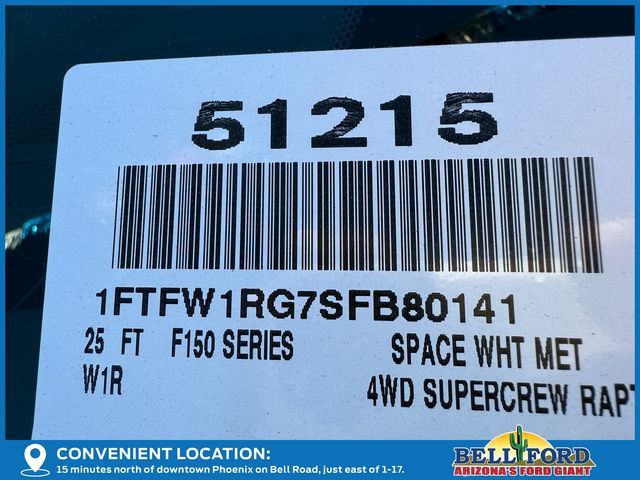 51215
1FTFW1RG7SFB80141
25 FT F150 SERIES SPACE WHT MET
W1R 4WD SUPERCREW RAPT
CONVENIENT LOCATION:
15 minutes north of downtown Phoenix on Bell Road, just east of 1-17.
BELL FORD
ARIZONA'S FORD GIANT